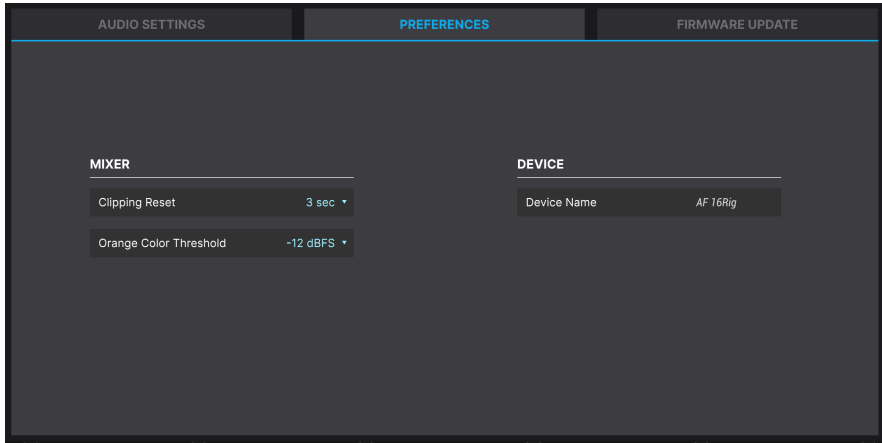 AUDIO SETTINGS
PREFERENCES
FIRMWARE UPDATE
MIXER
Clipping Reset 3 sec
Orange Color Threshold -12 dBFS
DEVICE
Device Name AF 16Rig